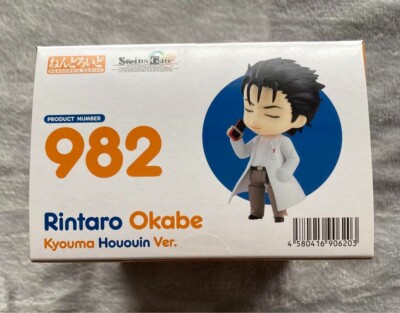 ねんどろいど
NENDOROID SERIES
Steins;Gate
PRODUCT NUMBER
982
Rintaro Okabe
Kyouma Hououin Ver.
4 580416 906203